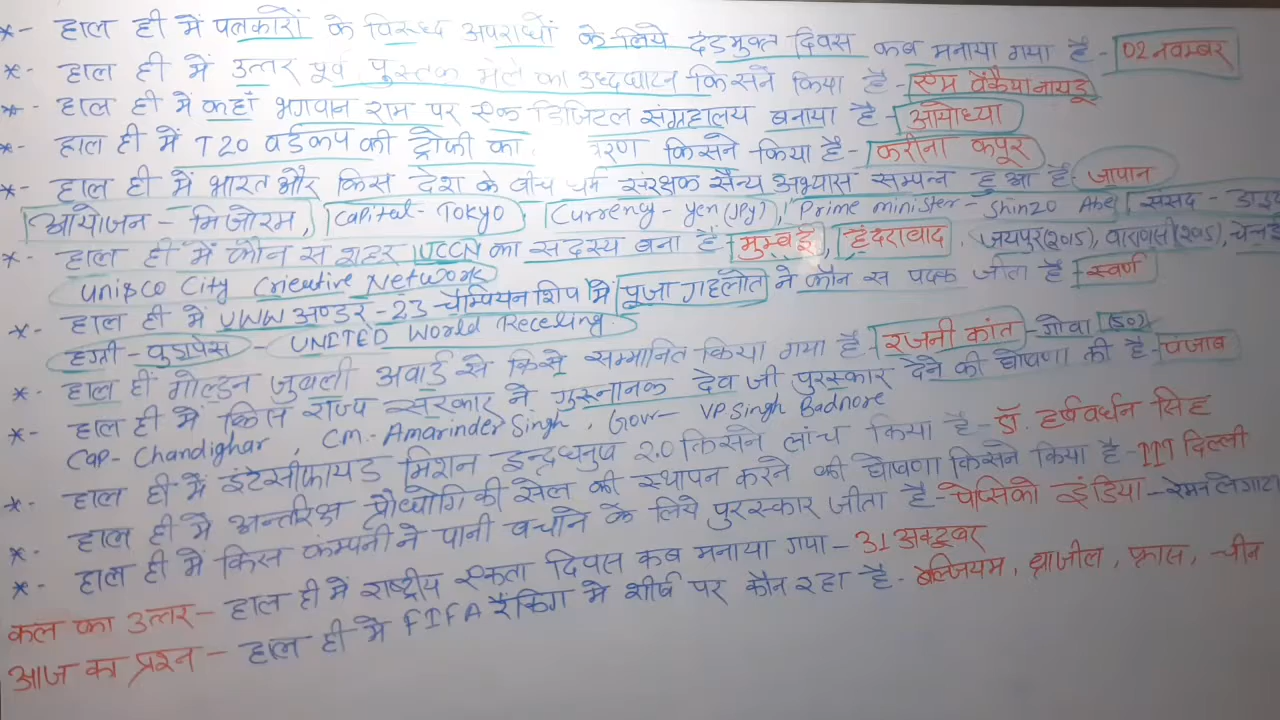 *- हाल ही में पत्रकारों के विरुध्द अपराधों के लिये दंडमुक्त दिवस कब मनाया गया है - 02 नवम्बर
*- हाल ही में उत्तर पूर्व पुस्तक मेले का उध्दघाटन किसने किया है - एम वेंकैया नायडू
*- हाल ही में कहाँ भगवान राम पर एक डिजिटल संग्रहालय बनाया है - अयोध्या
*- हाल ही में T20 वर्ल्डकप की ट्रोफी का वरण किसने किया है - करीना कपूर
*- हाल ही में भारत और किस देश के बीच धर्म संरक्षक सैन्य अभ्यास सम्पन्न हुआ है - जापान
आयोजन - मिजोरम, Capital - Tokyo, Currency - yen (JPY), Prime minister - Shinzo Abe संसद - डाइट
*- हाल ही में कौन स शहर UCCN का सदस्य बना है - मुम्बई, हैदराबाद, जयपुर(2015), वाराणसी(2015), चेन्नई
Unisco City Crieative Network
*- हाल ही में UWW अण्डर - 23 चैम्पियनशिप में पूजा गहलोत ने कौन स पदक जीता है - स्वर्ण
हंगरी - बुडापेस्ट - UNITED World Receling
*- हाल ही गोल्डन जुबली अवार्ड से किसे सम्मानित किया गया है - रजनी कांत - गोवा (50)
*- हाल ही में किस राज्य सरकार ने गुरुनानक देव जी पुरस्कार देने की घोषणा की है - पंजाब
Cap - Chandighar, Cm. - Amarinder Singh, Gov - VP Singh Badnore
*- हाल ही में इंटेंसीफायड मिशन इन्द्रधनुष 2.0 किसने लांच किया है - डॉ. हर्षवर्धन सिंह
*- हाल ही में अन्तरिक्ष प्रौध्योगिकी सेल की स्थापन करने की घोषणा किसने किया है - IIT दिल्ली
*- हाल ही में किस कंम्पनी ने पानी बचाने के लिये पुरस्कार जीता है - पेप्सिको इंडिया - रेमन लेगार्टा
कल का उत्तर - हाल ही में राष्ट्रीय एकता दिवस कब मनाया गया - 31 अक्टूबर
आज का प्रश्न - हाल ही में FIFA रैंकिंग में शीर्ष पर कौन रहा है - बेल्जियम, ब्राजील, फ्रांस, चीन